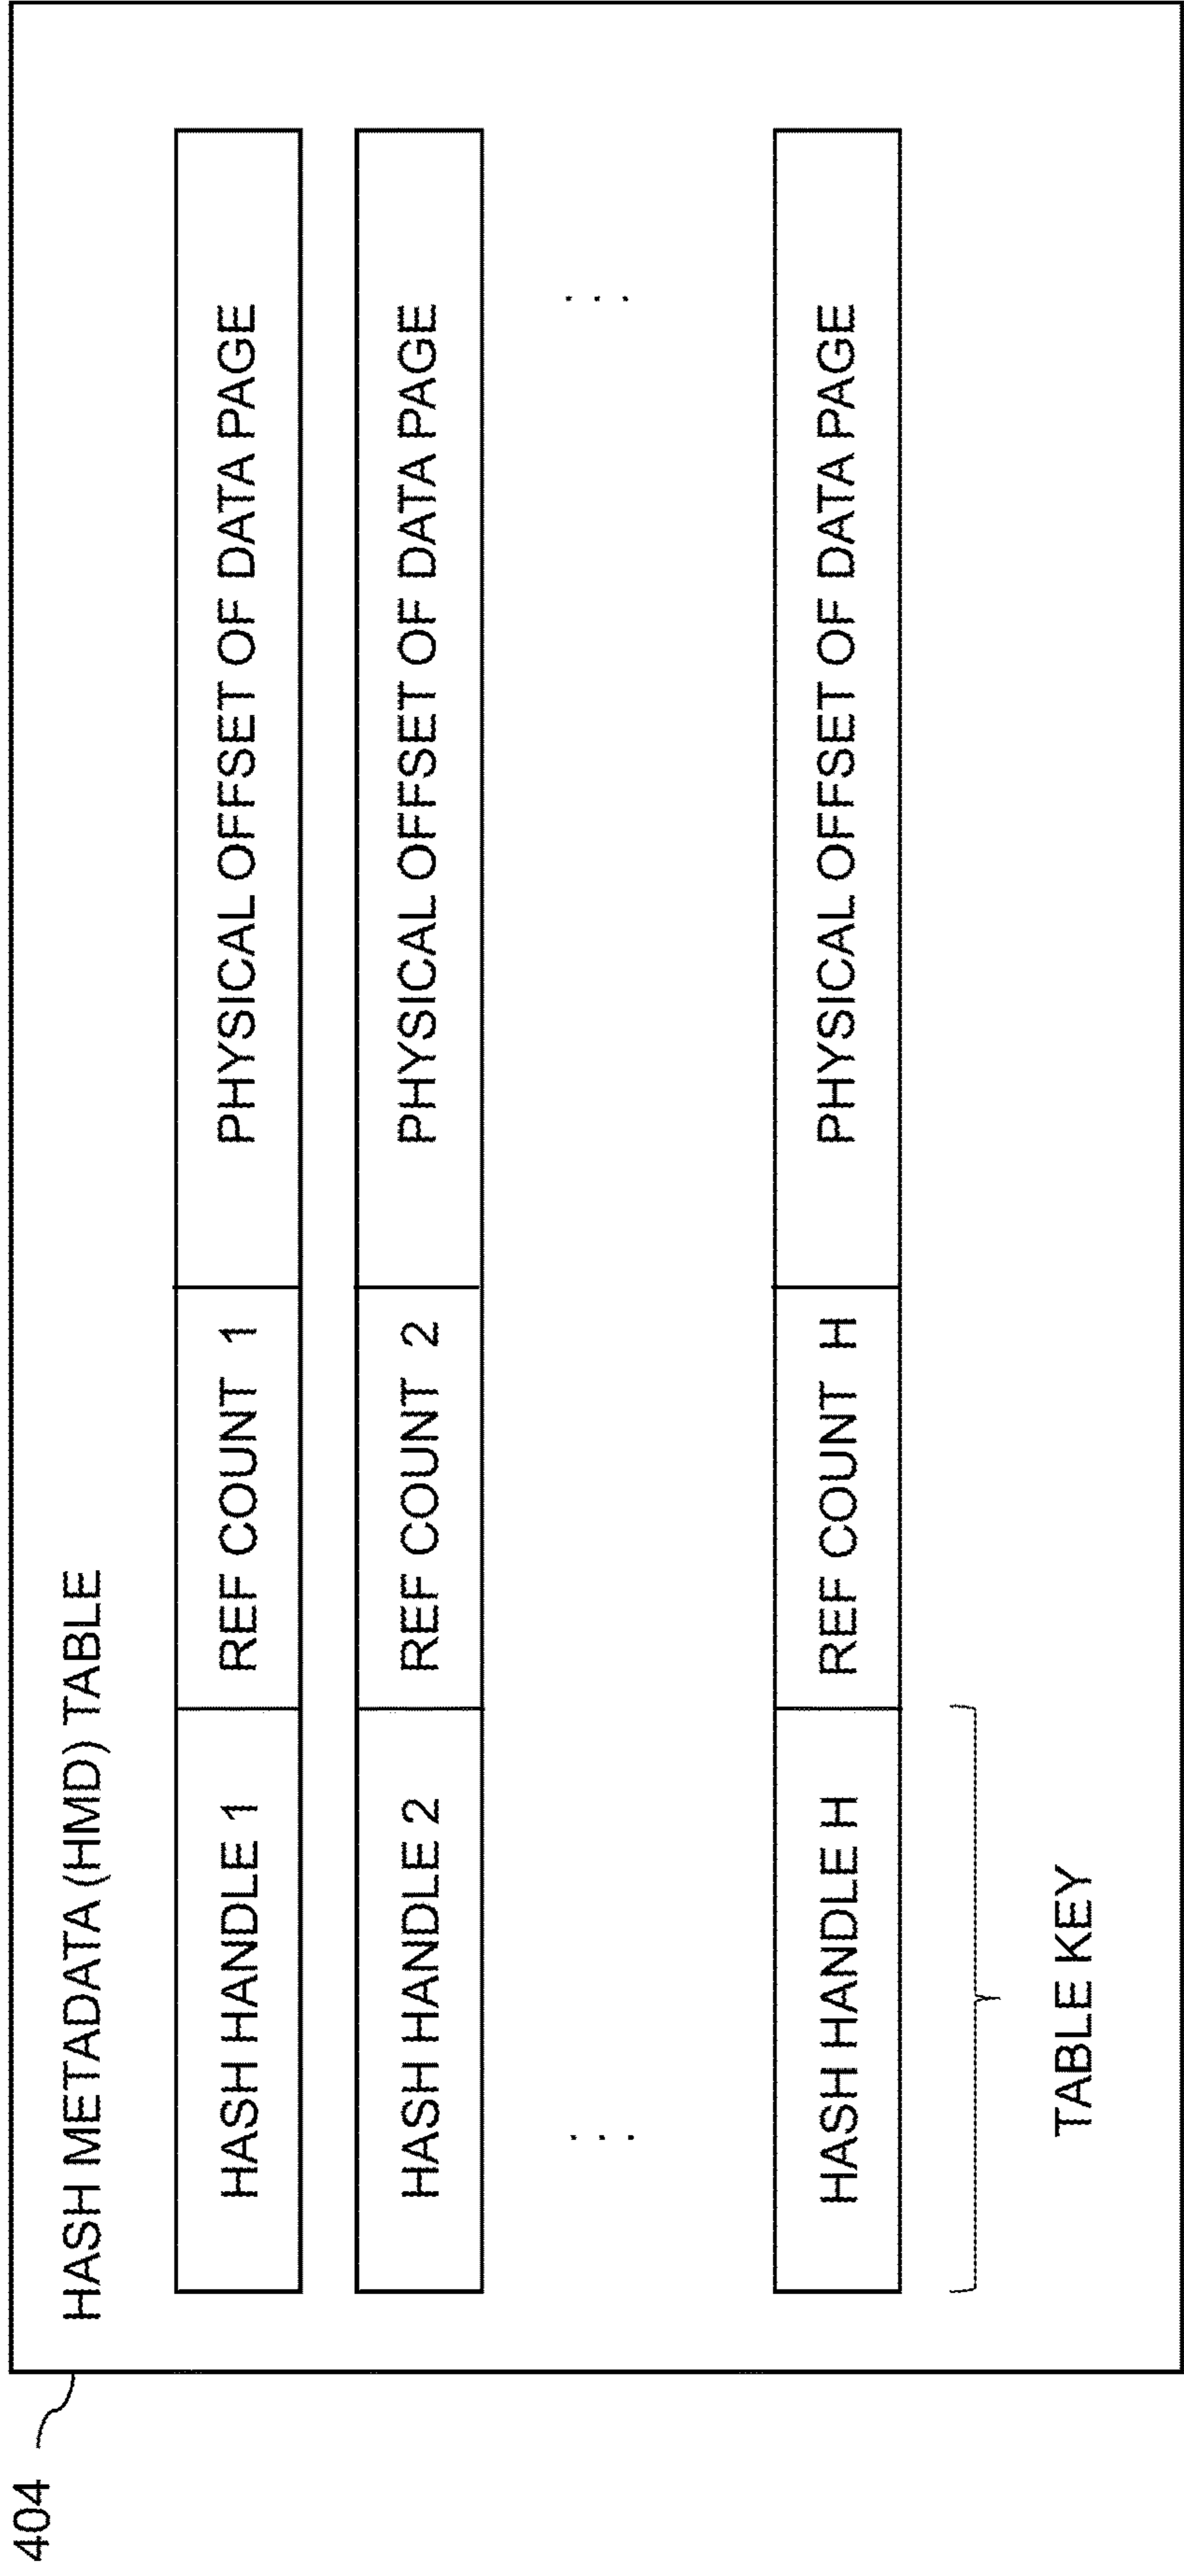 404
HASH METADATA (HMD) TABLE
HASH HANDLE 1 REF COUNT 1 PHYSICAL OFFSET OF DATA PAGE
HASH HANDLE 2 REF COUNT 2 PHYSICAL OFFSET OF DATA PAGE
. . . . . .
HASH HANDLE H REF COUNT H PHYSICAL OFFSET OF DATA PAGE
TABLE KEY